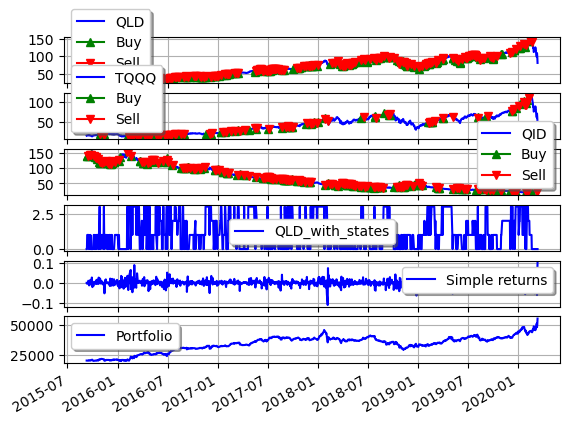 QLD
Buy
Sell
150
100
50
TQQQ
Buy
Sell
100
50
QID
Buy
Sell
150
100
50
QLD_with_states
2.5
0.0
Simple returns
0.1
0.0
−0.1
Portfolio
50000
25000
2015-07
2016-01
2016-07
2017-01
2017-07
2018-01
2018-07
2019-01
2019-07
2020-01